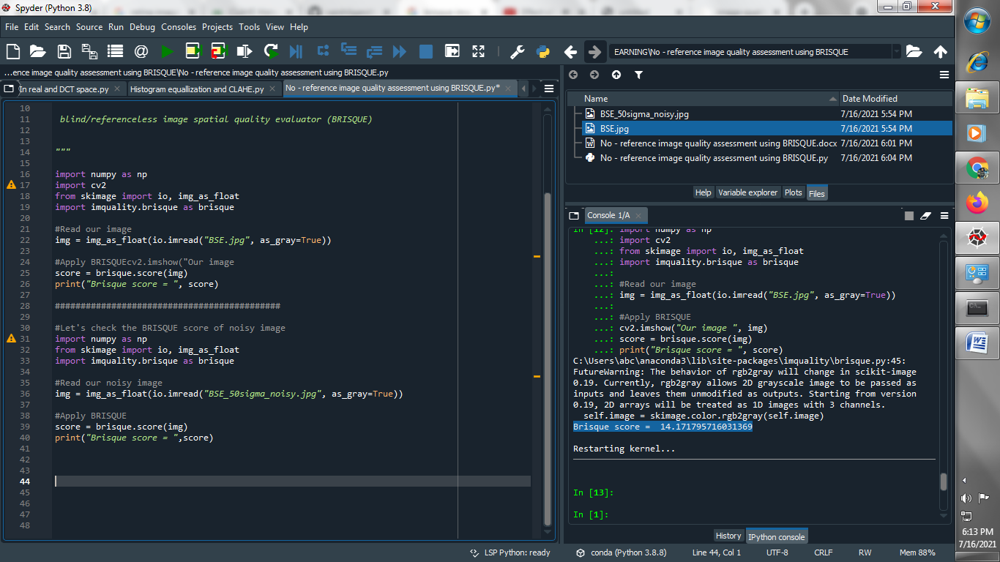 Spyder (Python 3.8)
File Edit Search Source Run Debug Consoles Projects Tools View Help
EARNING\No - reference image quality assessment using BRISQUE
...ence image quality assessment using BRISQUE\No - reference image quality assessment using BRISQUE.py
In real and DCT space.py
Histogram equallization and CLAHE.py
No - reference image quality assessment using BRISQUE.py*
10
11 blind/referenceless image spatial quality evaluator (BRISQUE)
12
13
14 """
15
16 import numpy as np
17 import cv2
18 from skimage import io, img_as_float
19 import imquality.brisque as brisque
20
21 #Read our image
22 img = img_as_float(io.imread("BSE.jpg", as_gray=True))
23
24 #Apply BRISQUEcv2.imshow("Our image
25 score = brisque.score(img)
26 print("Brisque score = ", score)
27
28 ############################################
29
30 #Let's check the BRISQUE score of noisy image
31 import numpy as np
32 from skimage import io, img_as_float
33 import imquality.brisque as brisque
34
35 #Read our noisy image
36 img = img_as_float(io.imread("BSE_50sigma_noisy.jpg", as_gray=True))
37
38 #Apply BRISQUE
39 score = brisque.score(img)
40 print("Brisque score = ",score)
41
42
43
44
45
46
47
48
Name Date Modified
BSE_50sigma_noisy.jpg 7/16/2021 5:54 PM
BSE.jpg 7/16/2021 5:54 PM
No - reference image quality assessment using BRISQUE.docx 7/16/2021 6:01 PM
No - reference image quality assessment using BRISQUE.py 7/16/2021 6:04 PM
Help Variable explorer Plots Files
Console 1/A
In [12]: import numpy as np
...: import cv2
...: from skimage import io, img_as_float
...: import imquality.brisque as brisque
...:
...: #Read our image
...: img = img_as_float(io.imread("BSE.jpg", as_gray=True))
...:
...: #Apply BRISQUE
...: cv2.imshow("Our image ", img)
...: score = brisque.score(img)
...: print("Brisque score = ", score)
C:\Users\abc\anaconda3\lib\site-packages\imquality\brisque.py:45:
FutureWarning: The behavior of rgb2gray will change in scikit-image
0.19. Currently, rgb2gray allows 2D grayscale image to be passed as
inputs and leaves them unmodified as outputs. Starting from version
0.19, 2D arrays will be treated as 1D images with 3 channels.
self.image = skimage.color.rgb2gray(self.image)
Brisque score =  14.171795716031369
Restarting kernel...
In [13]:
In [1]:
History IPython console
LSP Python: ready conda (Python 3.8.8) Line 44, Col 1 UTF-8 CRLF RW Mem 88%
6:13 PM
7/16/2021